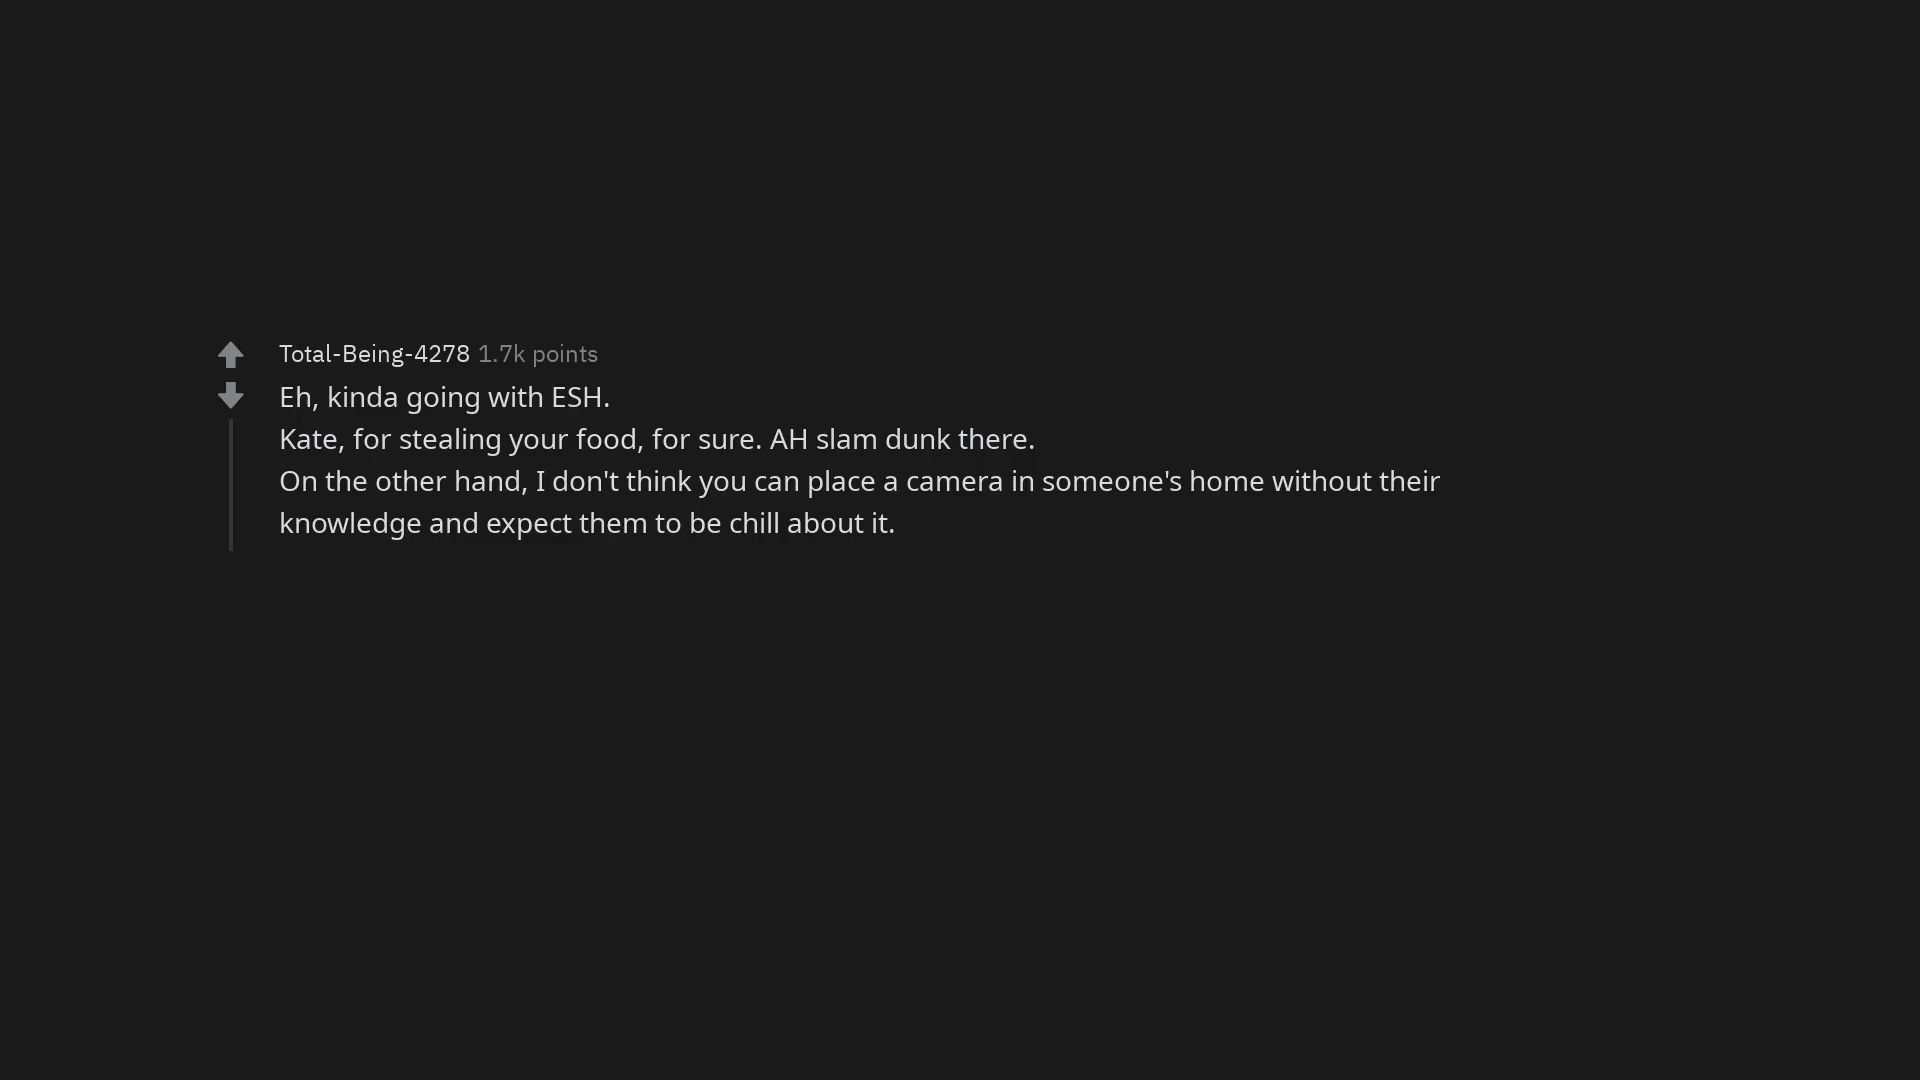 Total-Being-4278 1.7k points
Eh, kinda going with ESH.
Kate, for stealing your food, for sure. AH slam dunk there.
On the other hand, I don't think you can place a camera in someone's home without their
knowledge and expect them to be chill about it.